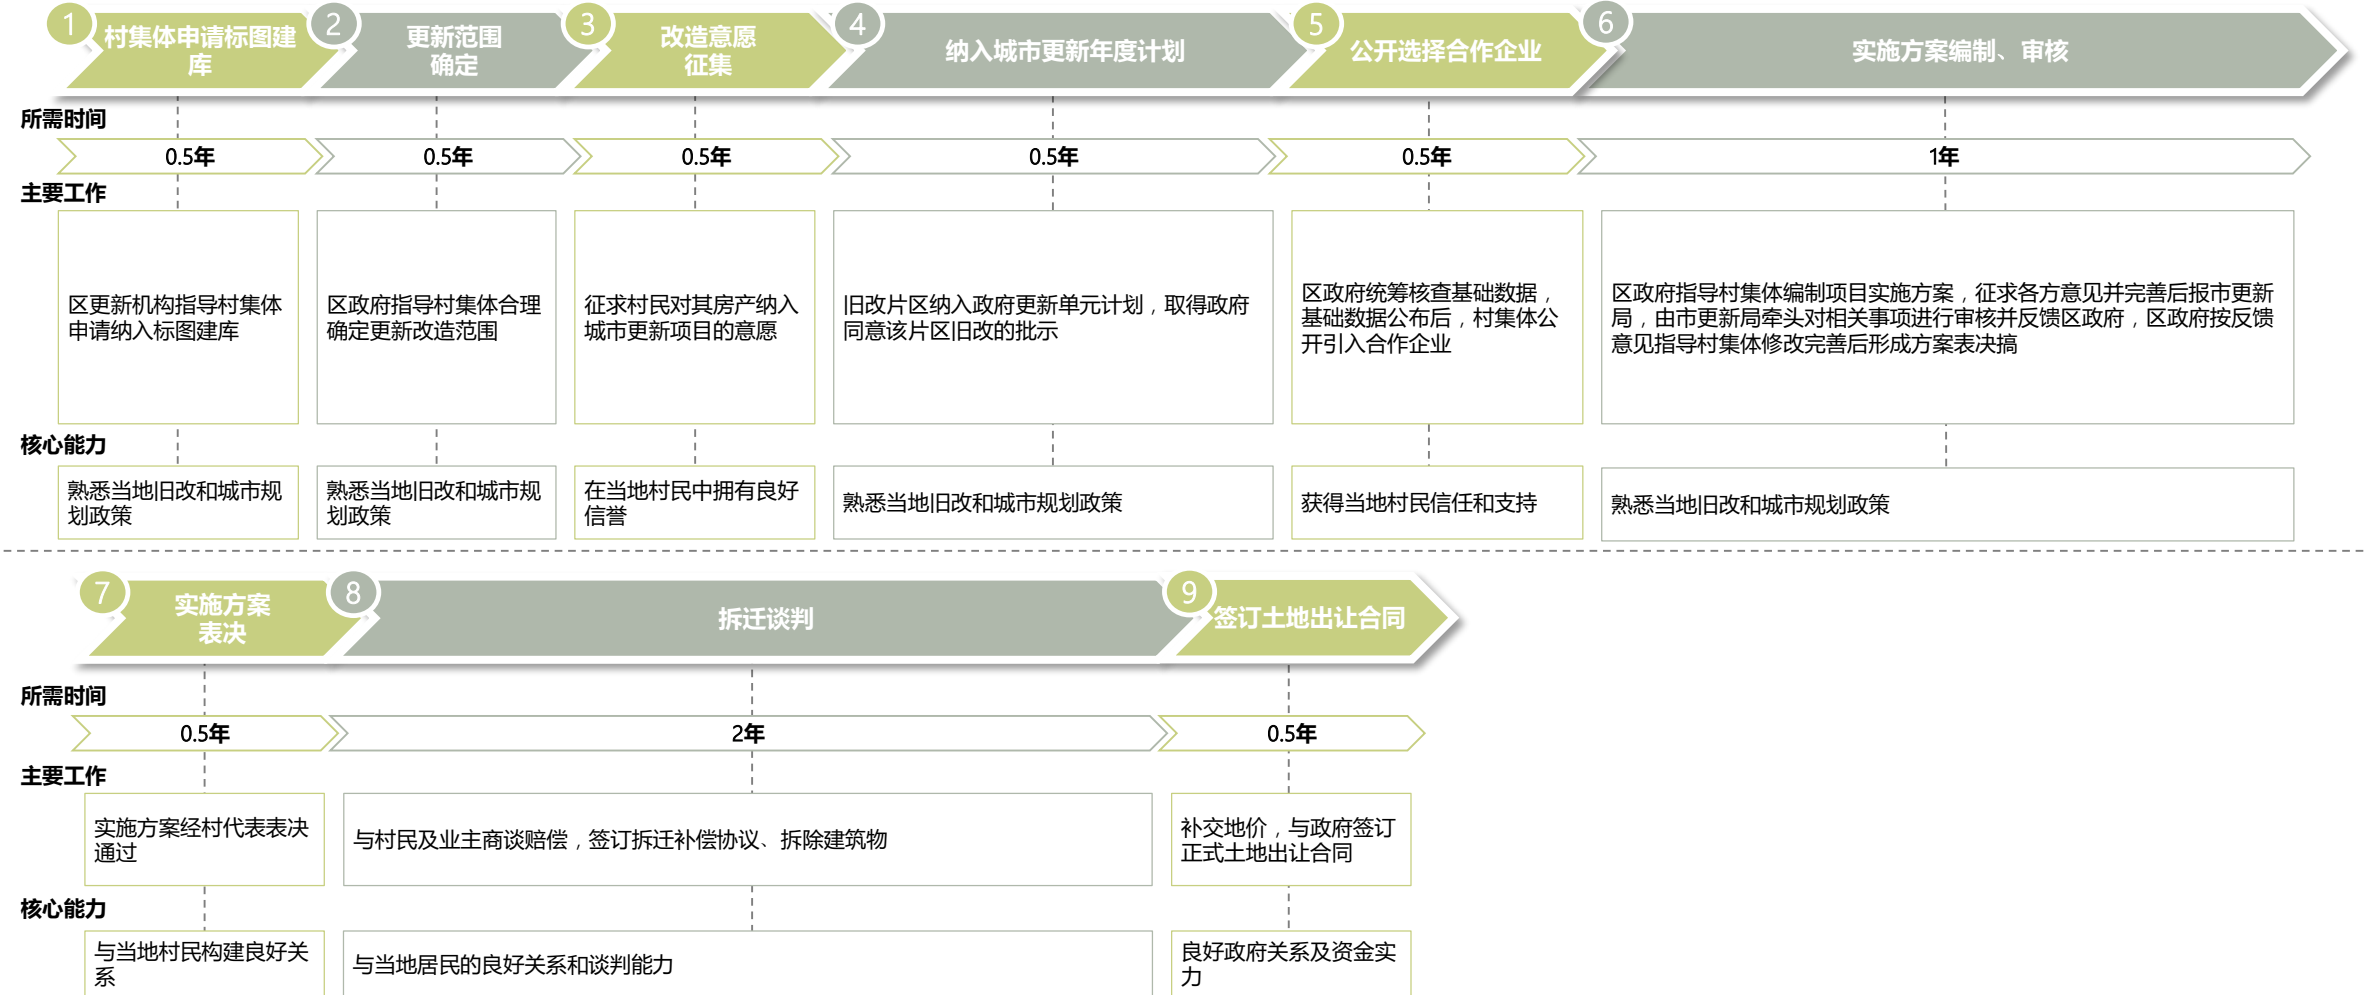 1
村集体申请标图建
库
2
更新范围
确定
3
改造意愿
征集
4
纳入城市更新年度计划
5
公开选择合作企业
6
实施方案编制、审核
所需时间
0.5年
0.5年
0.5年
0.5年
0.5年
1年
主要工作
区更新机构指导村集体
申请纳入标图建库
区政府指导村集体合理
确定更新改造范围
征求村民对其房产纳入
城市更新项目的意愿
旧改片区纳入政府更新单元计划，取得政府
同意该片区旧改的批示
区政府统筹核查基础数据，
基础数据公布后，村集体公
开引入合作企业
区政府指导村集体编制项目实施方案，征求各方意见并完善后报市更新
局，由市更新局牵头对相关事项进行审核并反馈区政府，区政府按反馈
意见指导村集体修改完善后形成方案表决搞
核心能力
熟悉当地旧改和城市规
划政策
熟悉当地旧改和城市规
划政策
在当地村民中拥有良好
信誉
熟悉当地旧改和城市规划政策
获得当地村民信任和支持
熟悉当地旧改和城市规划政策
7
实施方案
表决
8
拆迁谈判
9
签订土地出让合同
所需时间
0.5年
2年
0.5年
主要工作
实施方案经村代表表决
通过
与村民及业主商谈赔偿，签订拆迁补偿协议、拆除建筑物
补交地价，与政府签订
正式土地出让合同
核心能力
与当地村民构建良好关
系
与当地居民的良好关系和谈判能力
良好政府关系及资金实
力